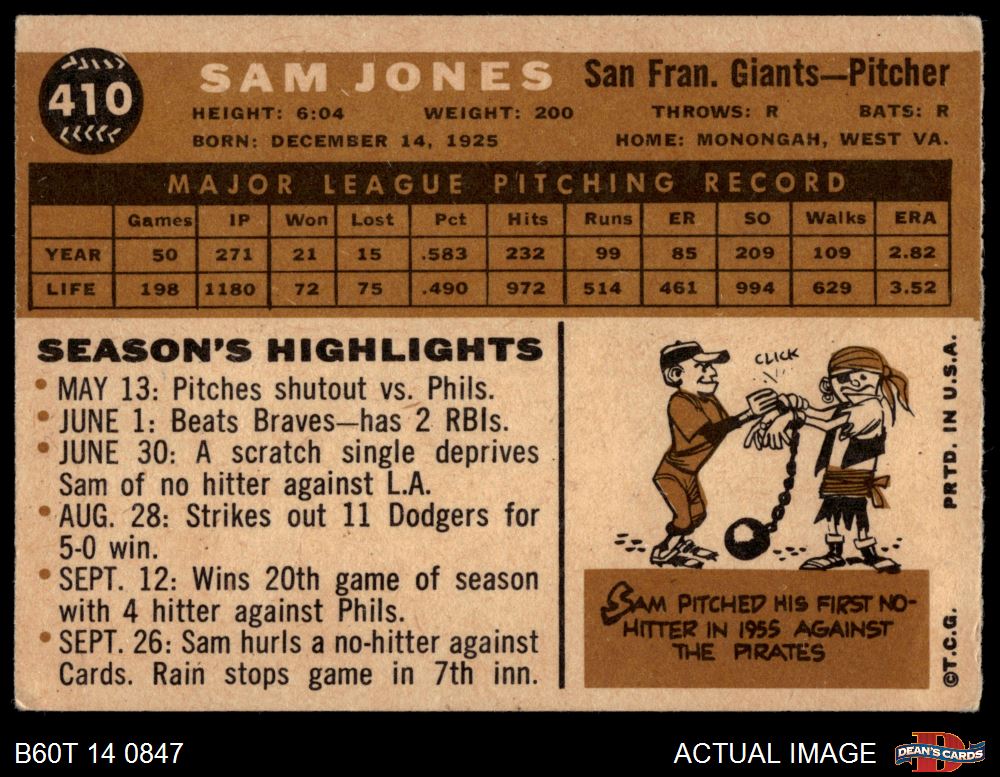 410
SAM JONES
San Fran. Giants—Pitcher
HEIGHT: 6:04 WEIGHT: 200 THROWS: R BATS: R
BORN: DECEMBER 14, 1925 HOME: MONONGAH, WEST VA.
MAJOR LEAGUE PITCHING RECORD
Games IP Won Lost Pct Hits Runs ER SO Walks ERA
YEAR 50 271 21 15 .583 232 99 85 209 109 2.82
LIFE 198 1180 72 75 .490 972 514 461 994 629 3.52
SEASON'S HIGHLIGHTS
• MAY 13: Pitches shutout vs. Phils.
• JUNE 1: Beats Braves—has 2 RBIs.
• JUNE 30: A scratch single deprives
Sam of no hitter against L.A.
• AUG. 28: Strikes out 11 Dodgers for
5-0 win.
• SEPT. 12: Wins 20th game of season
with 4 hitter against Phils.
• SEPT. 26: Sam hurls a no-hitter against
Cards. Rain stops game in 7th inn.
CLICK
SAM PITCHED HIS FIRST NO-
HITTER IN 1955 AGAINST
THE PIRATES
©T.C.G. PRTD. IN U.S.A.
B60T 14 0847
ACTUAL IMAGE
DEAN'S CARDS